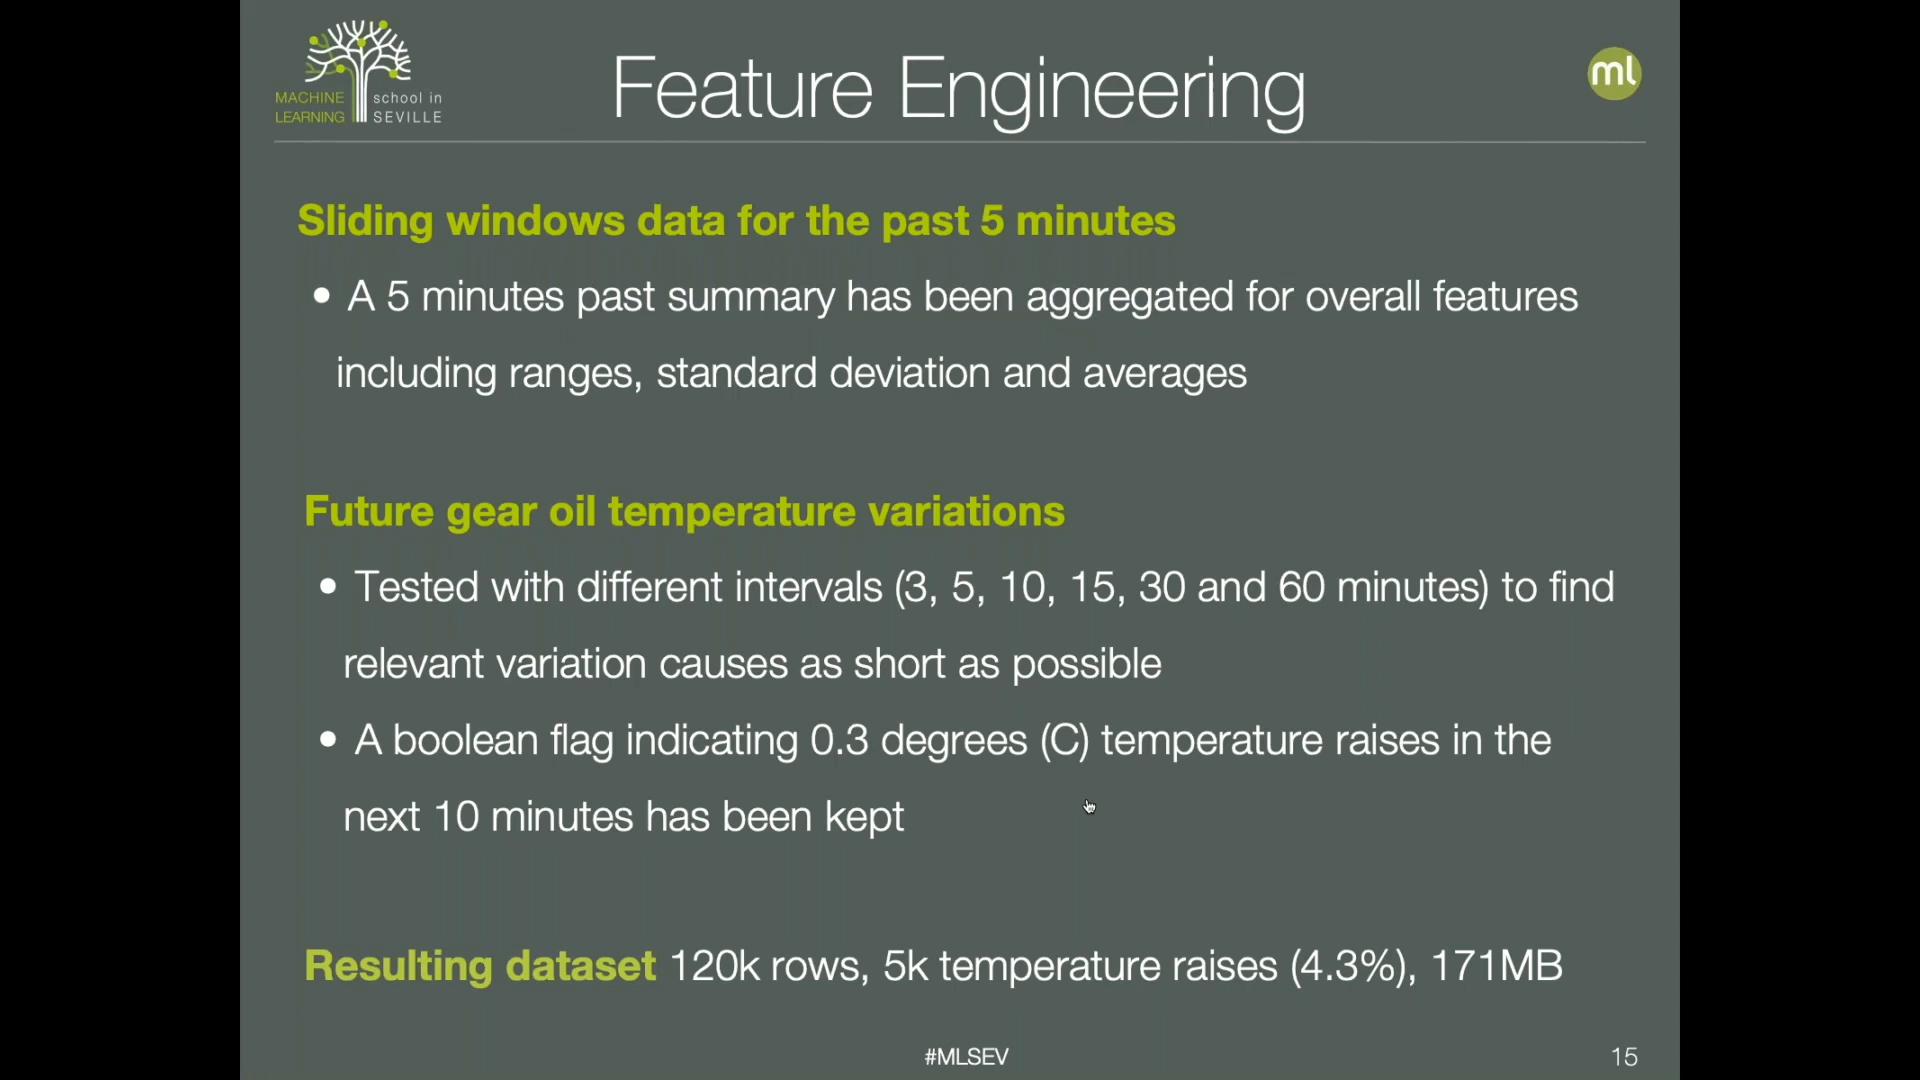 MACHINE
LEARNING
school in
SEVILLE
Feature Engineering
ml
Sliding windows data for the past 5 minutes
• A 5 minutes past summary has been aggregated for overall features
including ranges, standard deviation and averages
Future gear oil temperature variations
• Tested with different intervals (3, 5, 10, 15, 30 and 60 minutes) to find
relevant variation causes as short as possible
• A boolean flag indicating 0.3 degrees (C) temperature raises in the
next 10 minutes has been kept
Resulting dataset 120k rows, 5k temperature raises (4.3%), 171MB
#MLSEV
15